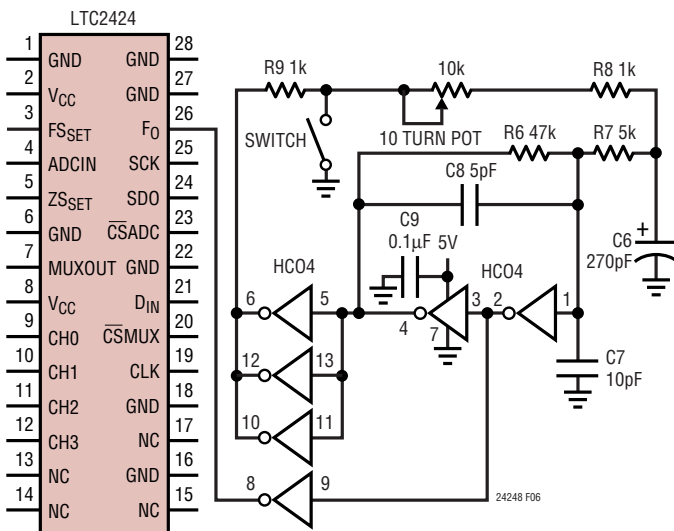 LTC2424
1 GND GND 28
2 VCC GND 27
3 FSSET FO 26
4 ADCIN SCK 25
5 ZSSET SDO 24
6 GND CSADC 23
7 MUXOUT GND 22
8 VCC DIN 21
9 CH0 CSMUX 20
10 CH1 CLK 19
11 CH2 GND 18
12 CH3 NC 17
13 NC GND 16
14 NC NC 15
R9 1k
10k
R8 1k
SWITCH
10 TURN POT
R6 47k
R7 5k
C8 5pF
C9
0.1µF
5V
+
C6
270pF
HC04
HC04
6 5
4 3
2 1
7
12 13
C7
10pF
10 11
8 9
24248 F06